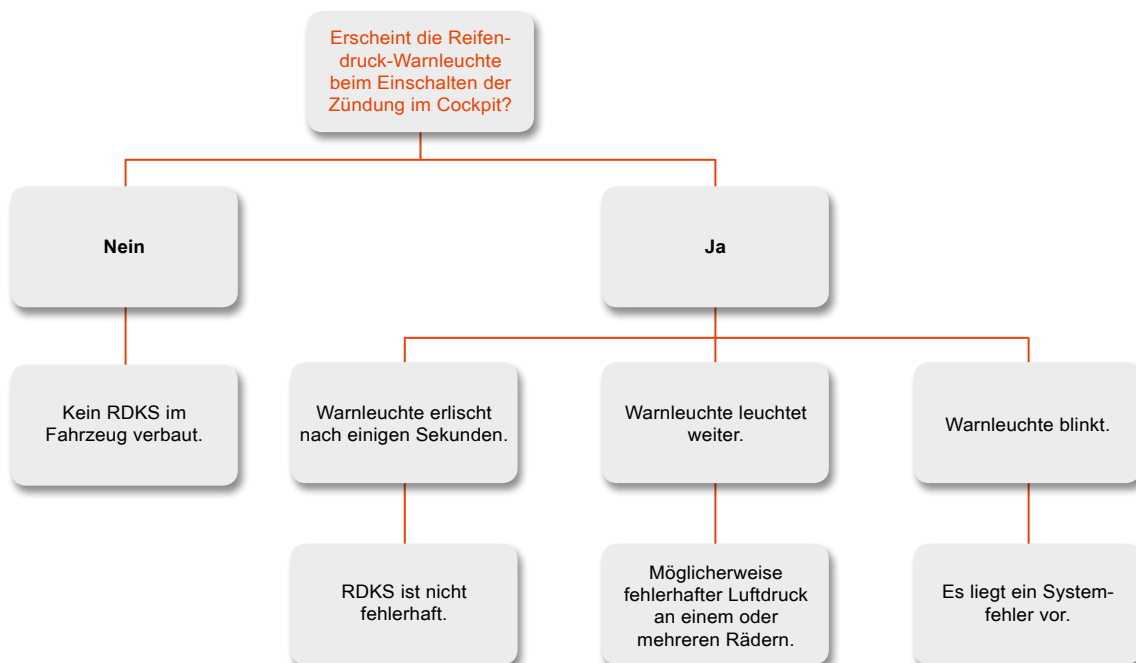 Erscheint die Reifen-
druck-Warnleuchte
beim Einschalten der
Zündung im Cockpit?
Nein
Ja
Kein RDKS im
Fahrzeug verbaut.
Warnleuchte erlischt
nach einigen Sekunden.
Warnleuchte leuchtet
weiter.
Warnleuchte blinkt.
RDKS ist nicht
fehlerhaft.
Möglicherweise
fehlerhafter Luftdruck
an einem oder
mehreren Rädern.
Es liegt ein System-
fehler vor.